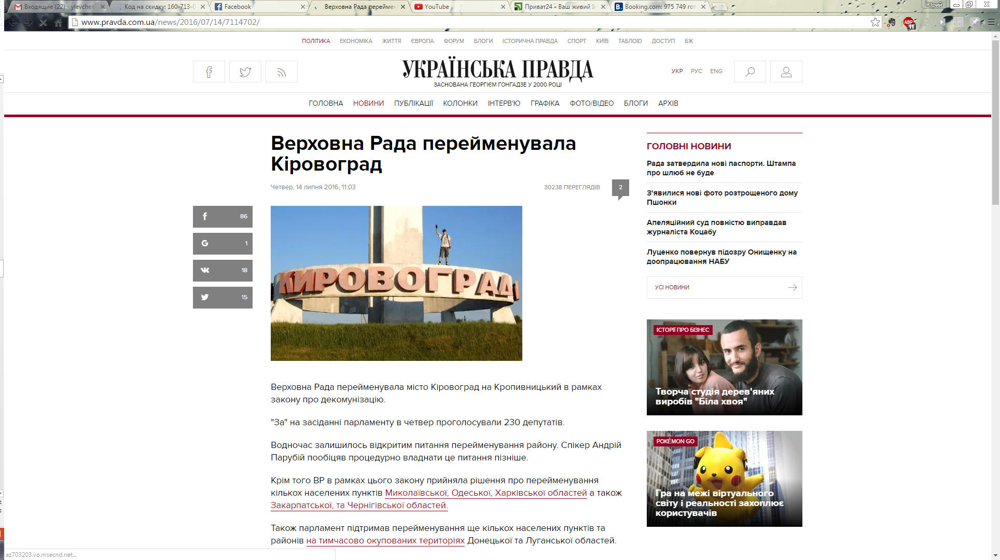 Входящие (22) - ylevchen
Код на скидку: 160-713-0
Facebook
Верховна Рада перейме
YouTube
Приват24 - Ваш живий Ін
Booking.com: 975 749 гот
Юрий
www.pravda.com.ua/news/2016/07/14/7114702/
ABP
11
ПОЛІТИКА ЕКОНОМІКА ЖИТТЯ ЄВРОПА ФОРУМ БЛОГИ ІСТОРИЧНА ПРАВДА СПОРТ КИЇВ ТАБЛОID ДОСТУП БЖ
УКРАЇНСЬКА ПРАВДА
ЗАСНОВАНА ГЕОРГІЄМ ГОНГАДЗЕ У 2000 РОЦІ
УКР РУС ENG
ГОЛОВНА НОВИНИ ПУБЛІКАЦІЇ КОЛОНКИ ІНТЕРВ'Ю ГРАФІКА ФОТО/ВІДЕО БЛОГИ АРХІВ
Верховна Рада перейменувала
Кіровоград
Четвер, 14 липня 2016, 11:03
30238 ПЕРЕГЛЯДІВ
2
86
1
18
15
КИРОВОГРАД
Верховна Рада перейменувала місто Кіровоград на Кропивницький в рамках
закону про декомунізацію.
"За" на засіданні парламенту в четвер проголосували 230 депутатів.
Водночас залишилось відкритим питання перейменування району. Спікер Андрій
Парубій пообіцяв процедурно владнати це питання пізніше.
Крім того ВР в рамках цього закону прийняла рішення про перейменування
кількох населених пунктів Миколаївської, Одеської, Харківської областей а також
Закарпатської, та Чернігівської областей.
Також парламент підтримав перейменування ще кількох населених пунктів та
районів на тимчасово окупованих територіях Донецької та Луганської областей.
ГОЛОВНІ НОВИНИ
Рада затвердила нові паспорти. Штампа
про шлюб не буде
З'явилися нові фото розтрощеного дому
Пшонки
Апеляційний суд повністю виправдав
журналіста Коцабу
Луценко повернув підозру Онищенку на
доопрацювання НАБУ
УСІ НОВИНИ
ІСТОРІЇ ПРО БІЗНЕС
Творча студія дерев'яних
виробів "Біла хвоя"
POKÉMON GO
Гра на межі віртуального
світу і реальності захоплює
користувачів
az703203.vo.msecnd.net...